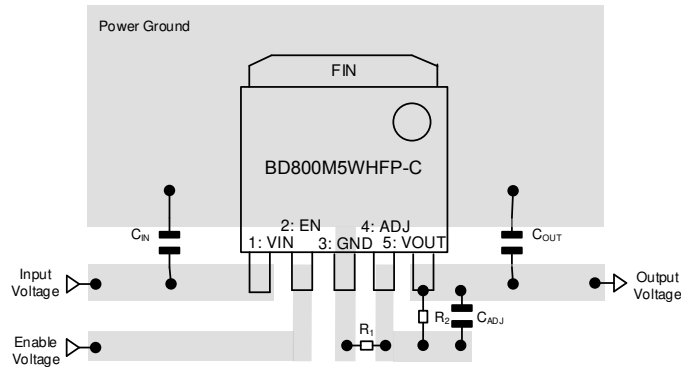 Power Ground
FIN
BD800M5WHFP-C
2: EN
4: ADJ
1: VIN
3: GND
5: VOUT
CIN
COUT
Input
Voltage
Output
Voltage
R1
R2
CADJ
Enable
Voltage